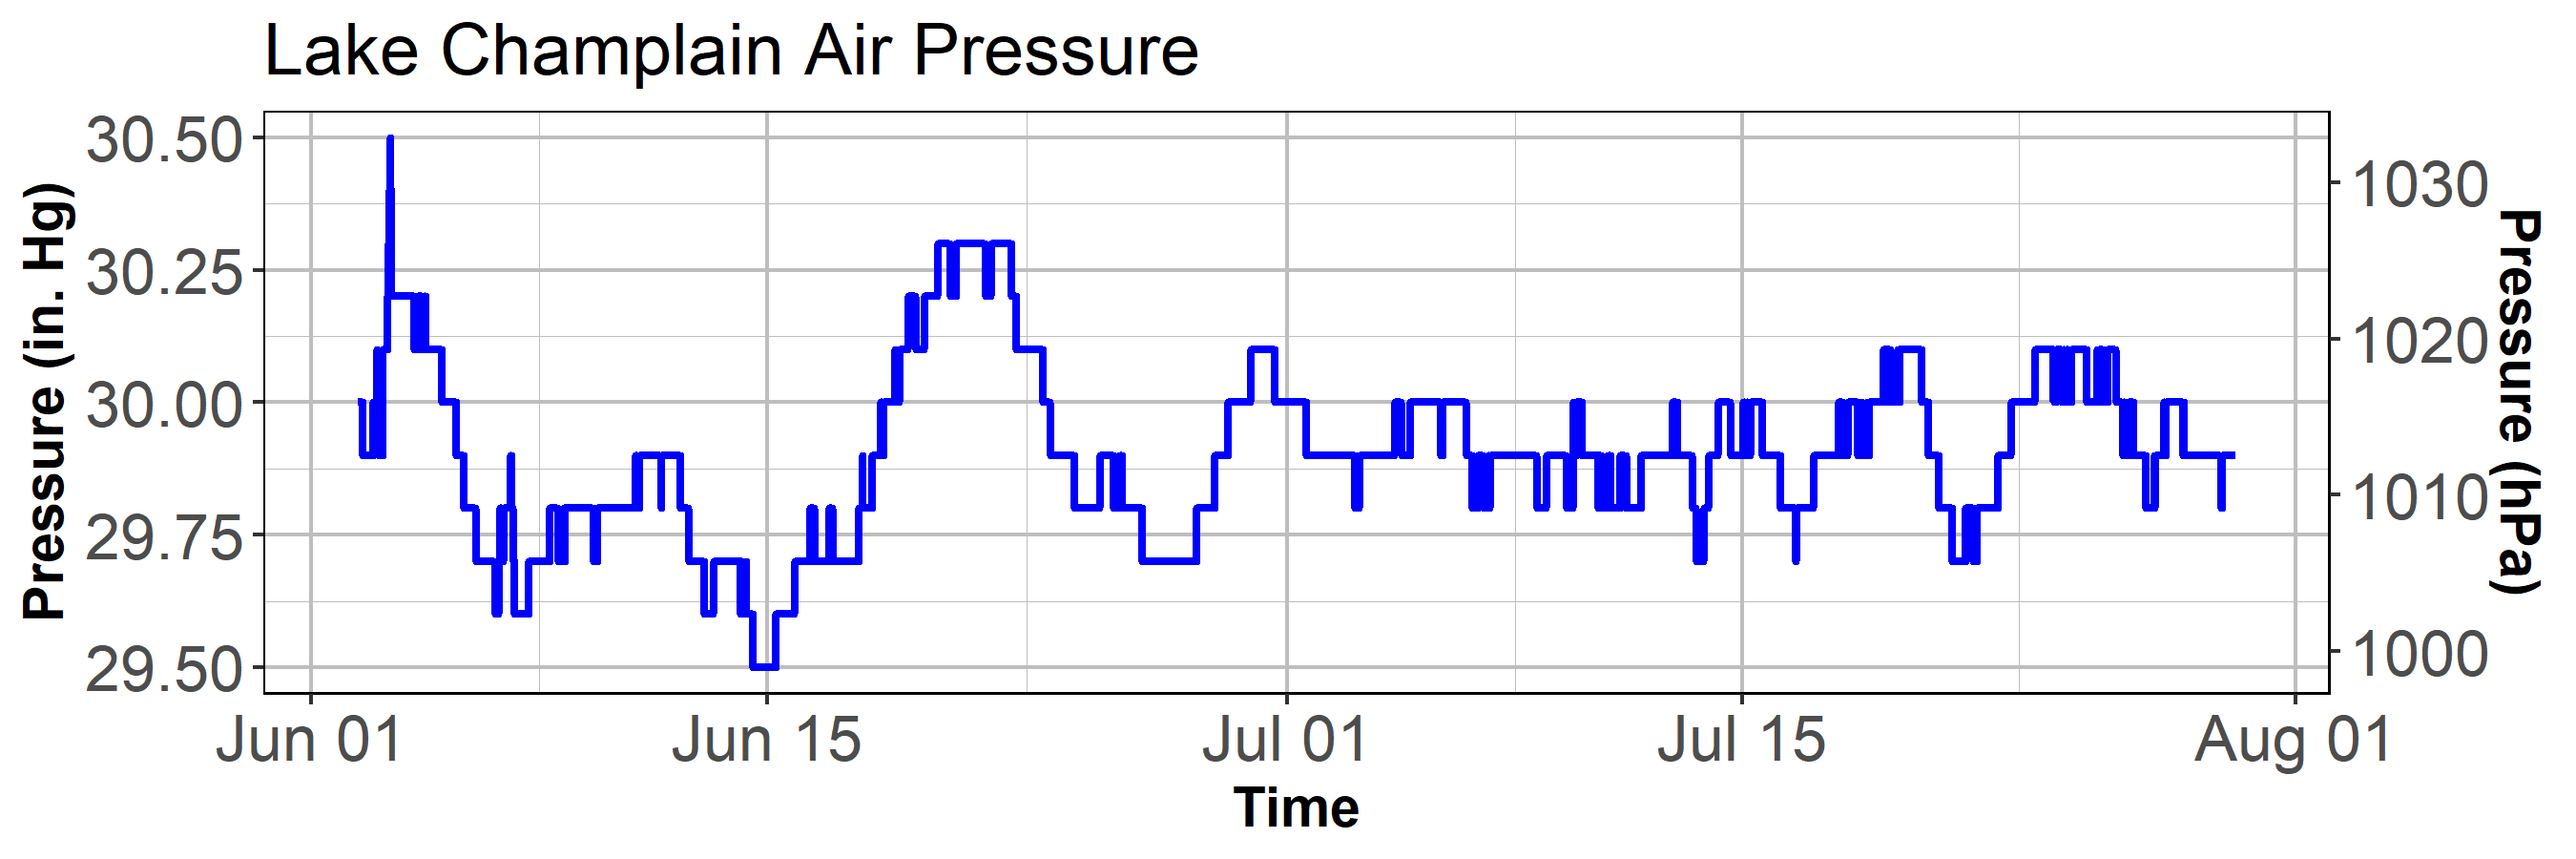 Lake Champlain Air Pressure
Pressure (in. Hg)
30.50
30.25
30.00
29.75
29.50
1030
1020
1010
1000
Pressure (hPa)
Jun 01 Jun 15 Jul 01 Jul 15 Aug 01
Time